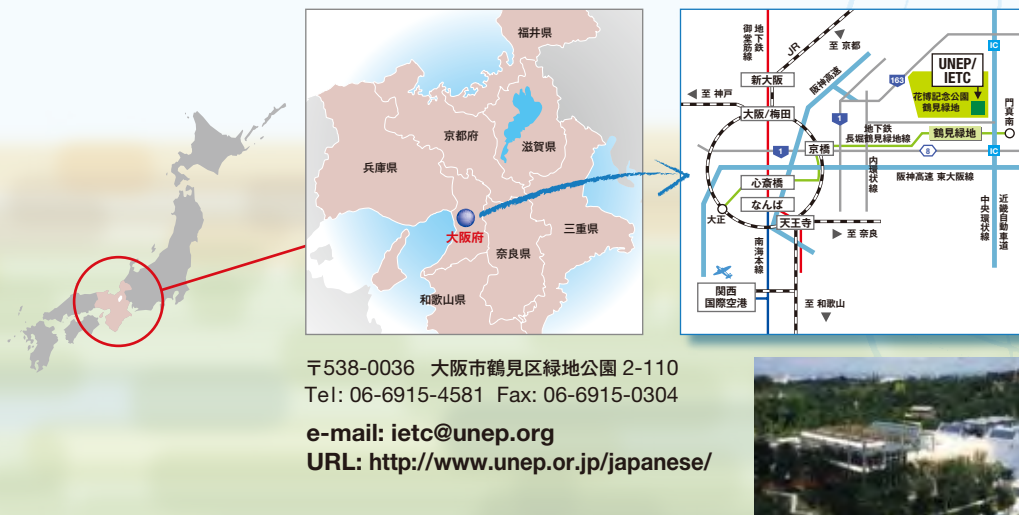 福井県
京都府
滋賀県
兵庫県
大阪府
三重県
奈良県
和歌山県
地下鉄
御堂筋線
JR
至 京都
新大阪
阪神高速
至 神戸
大阪/梅田
163
IC
UNEP/
IETC
花博記念公園
鶴見緑地
門真南
1
地下鉄
長堀鶴見緑地線
鶴見緑地
京橋
1
8
IC
内環状線
阪神高速 東大阪線
心斎橋
なんば
大正
天王寺
至 奈良
中央環状線
近畿自動車道
南海本線
関西
国際空港
至 和歌山
〒538-0036 大阪市鶴見区緑地公園 2-110
Tel: 06-6915-4581 Fax: 06-6915-0304
e-mail: ietc@unep.org
URL: http://www.unep.or.jp/japanese/